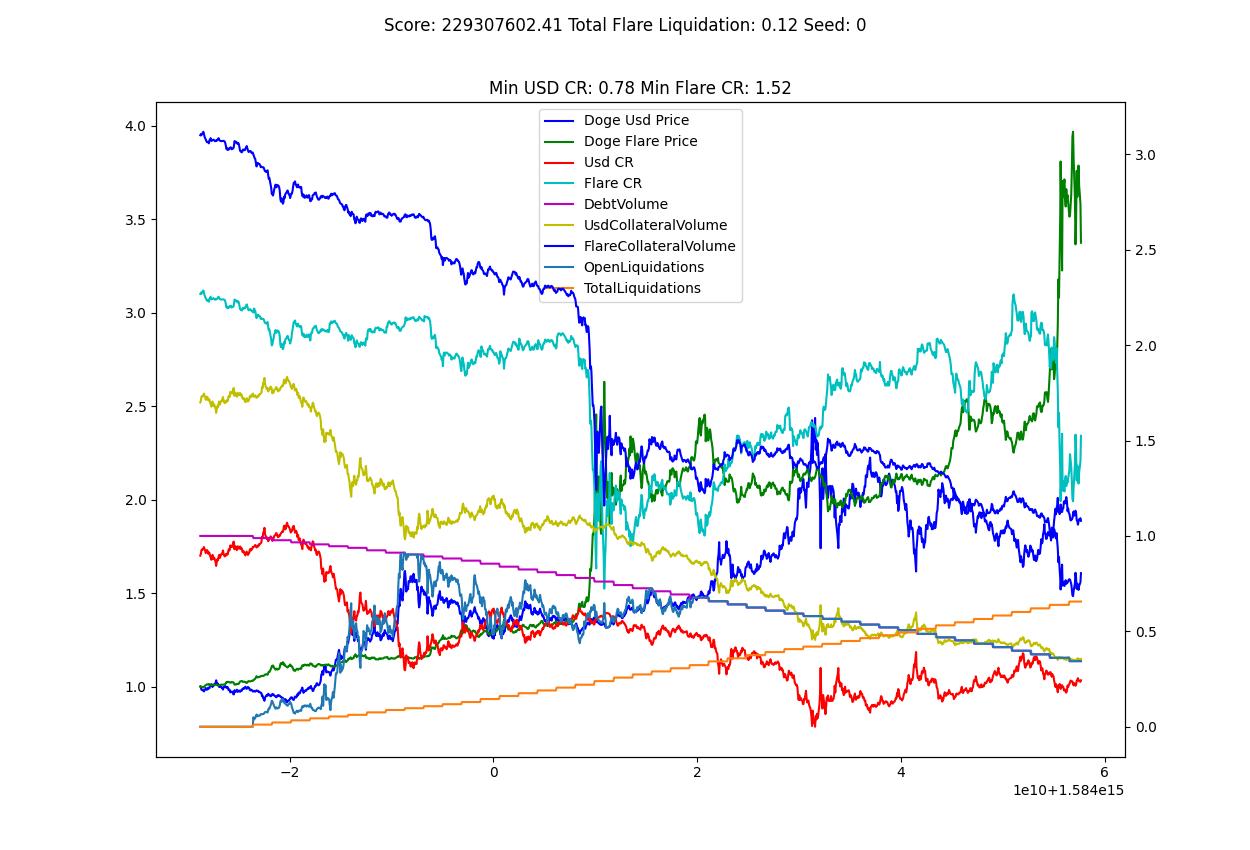 Score: 229307602.41 Total Flare Liquidation: 0.12 Seed: 0
Min USD CR: 0.78 Min Flare CR: 1.52
Doge Usd Price
Doge Flare Price
Usd CR
Flare CR
DebtVolume
UsdCollateralVolume
FlareCollateralVolume
OpenLiquidations
TotalLiquidations
4.0
3.5
3.0
2.5
2.0
1.5
1.0
3.0
2.5
2.0
1.5
1.0
0.5
0.0
−2
0
2
4
6
1e10+1.584e15